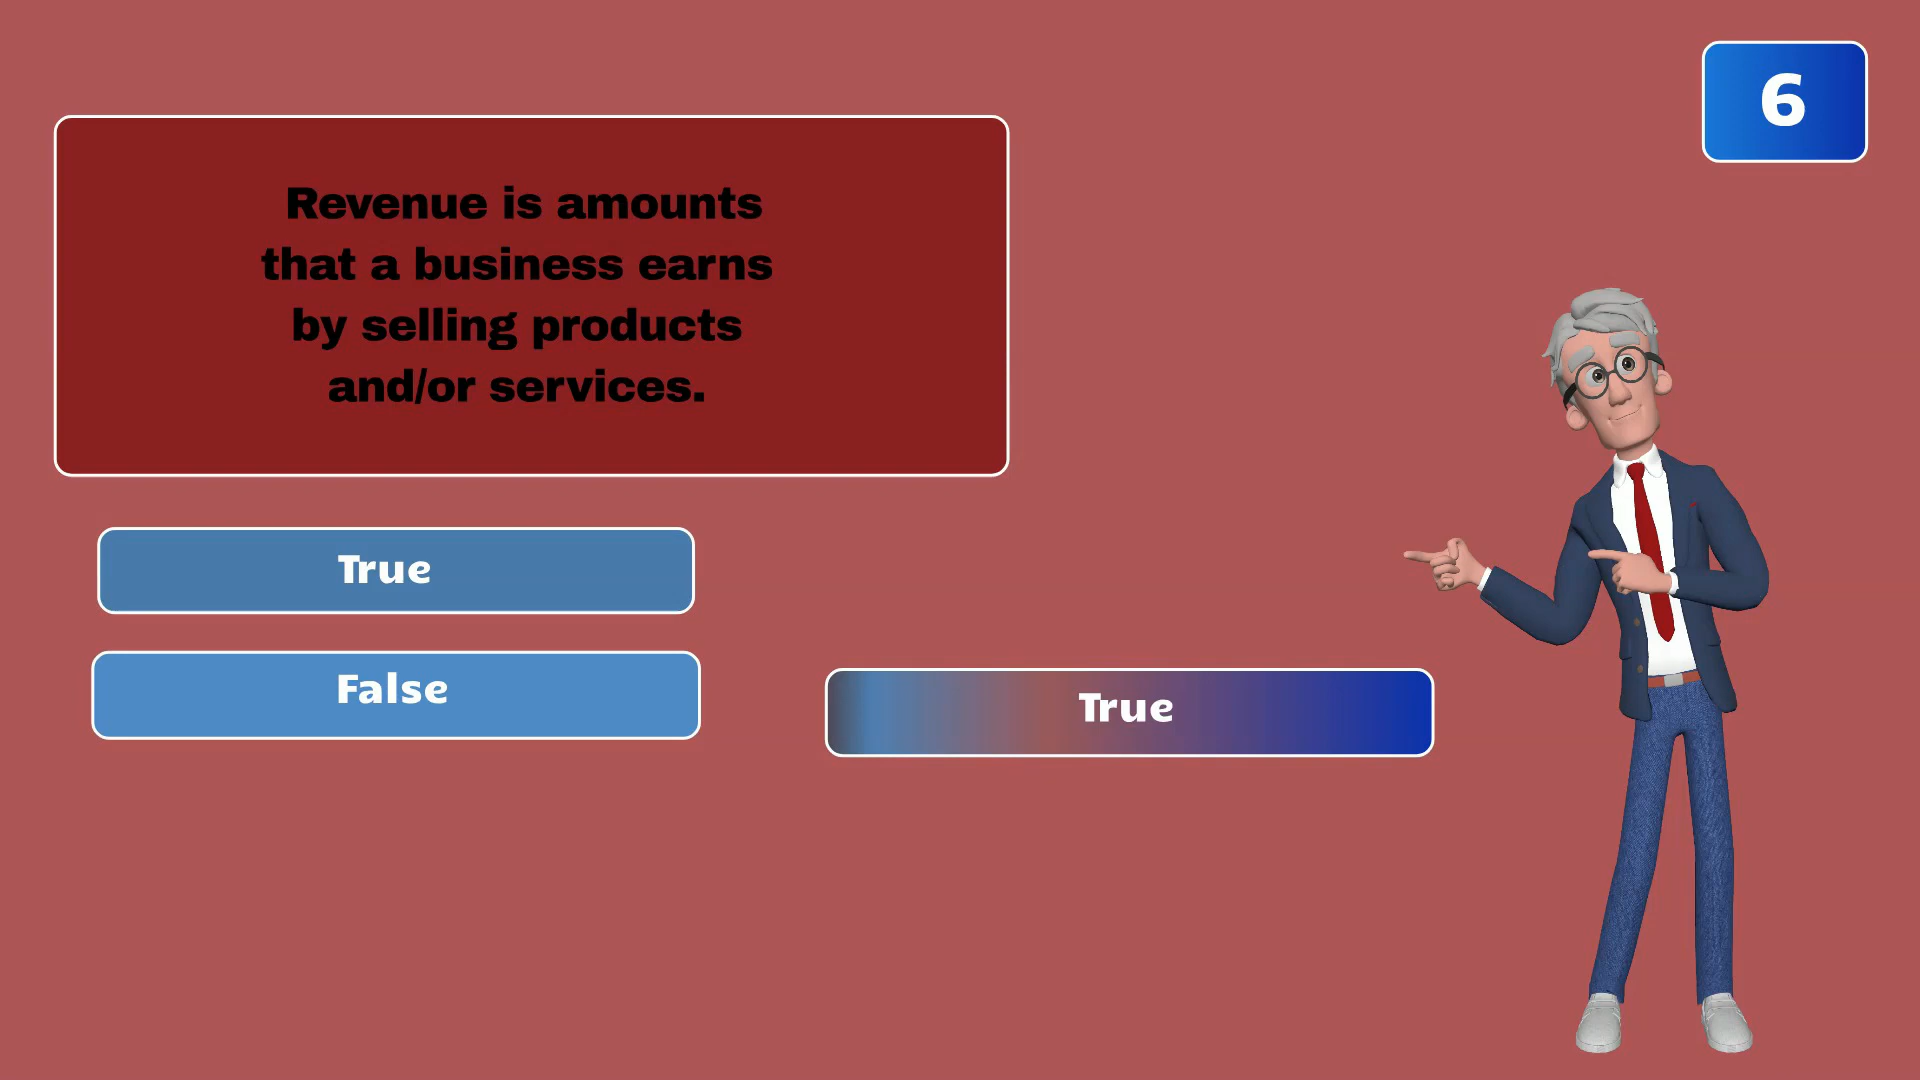 6
Revenue is amounts
that a business earns
by selling products
and/or services.
True
False
True